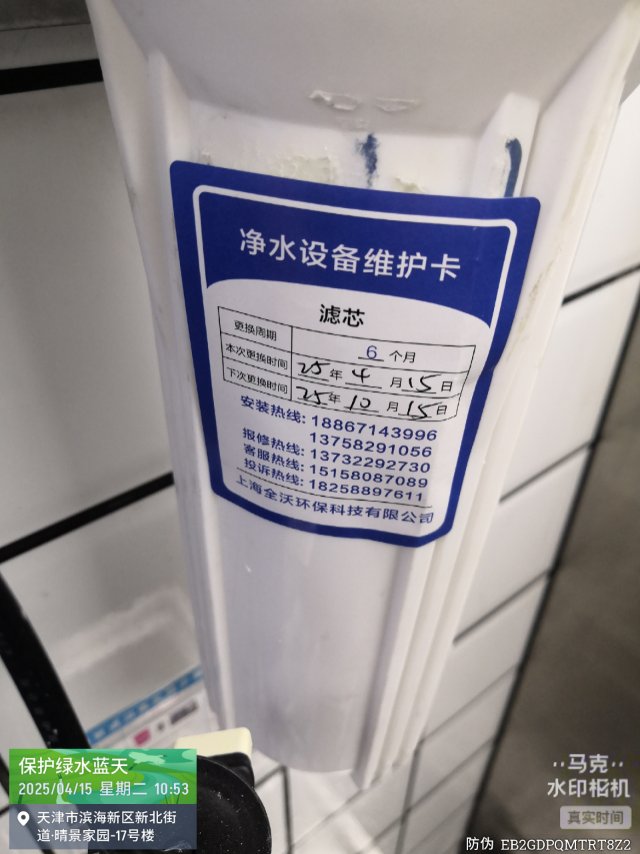 净水设备维护卡
滤芯
更换周期 6 个月
本次更换时间 25年 4 月 15 日
下次更换时间 25年 10 月 15 日
安装热线: 18867143996
13758291056
报修热线: 13732292730
客服热线: 15158087089
投诉热线: 18258897611
上海全沃环保科技有限公司
保护绿水蓝天
2025/04/15 星期二 10:53
天津市滨海新区新北街
道·晴景家园-17号楼
马克
水印相机
真实时间
防伪 EB2GDPQMTRT8Z2